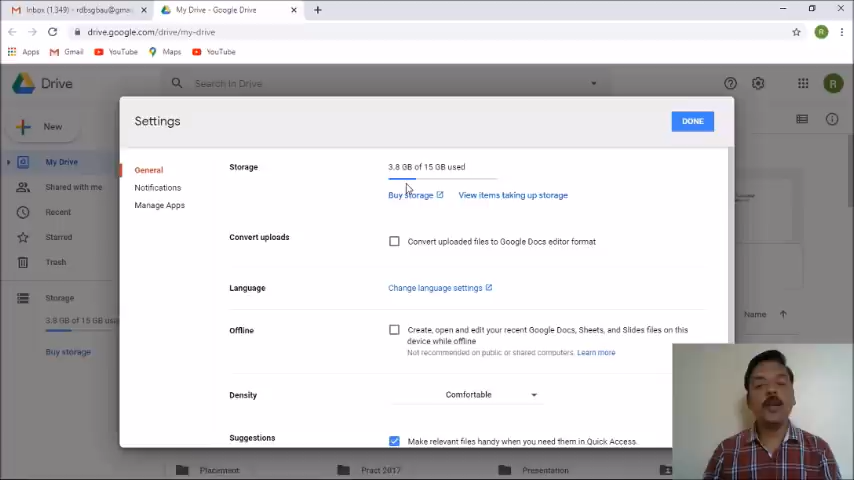 Inbox (1,349) - rdbsgbau@gmai
My Drive - Google Drive
drive.google.com/drive/my-drive
Apps
Gmail
YouTube
Maps
YouTube
Drive
Search in Drive
R
R
New
My Drive
Shared with me
Recent
Starred
Trash
Storage
3.8 GB of 15 GB used
Buy storage
Settings
DONE
General
Notifications
Manage Apps
Storage
3.8 GB of 15 GB used
Buy storage
View items taking up storage
Convert uploads
Convert uploaded files to Google Docs editor format
Language
Change language settings
Offline
Create, open and edit your recent Google Docs, Sheets, and Slides files on this
device while offline
Not recommended on public or shared computers. Learn more
Density
Comfortable
Suggestions
Make relevant files handy when you need them in Quick Access.
Name
Placement
Pract 2017
Presentation